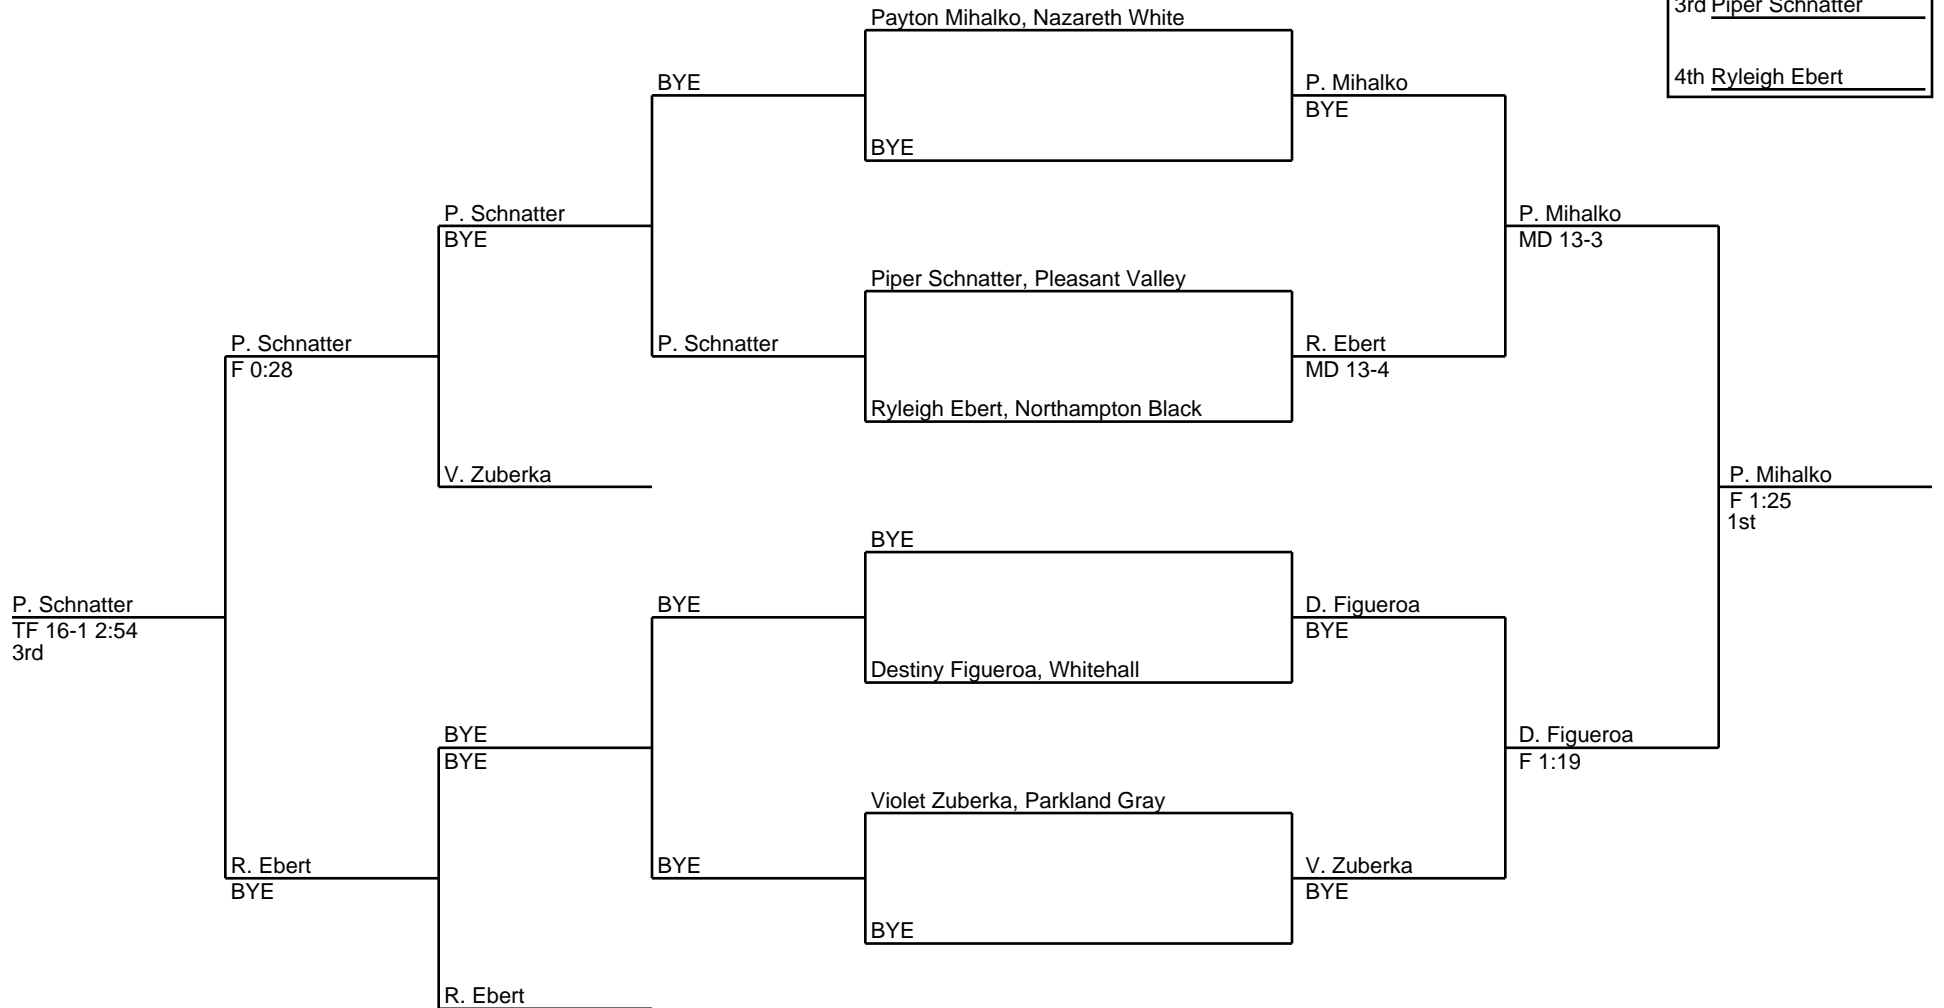 3rd Piper Schnatter
4th Ryleigh Ebert
Payton Mihalko, Nazareth White
BYE
P. Mihalko
BYE
BYE
P. Schnatter
BYE
P. Mihalko
MD 13-3
Piper Schnatter, Pleasant Valley
P. Schnatter
F 0:28
P. Schnatter
R. Ebert
MD 13-4
Ryleigh Ebert, Northampton Black
V. Zuberka
P. Mihalko
F 1:25
1st
BYE
P. Schnatter
TF 16-1 2:54
3rd
BYE
D. Figueroa
BYE
Destiny Figueroa, Whitehall
BYE
BYE
D. Figueroa
F 1:19
Violet Zuberka, Parkland Gray
R. Ebert
BYE
BYE
V. Zuberka
BYE
BYE
R. Ebert